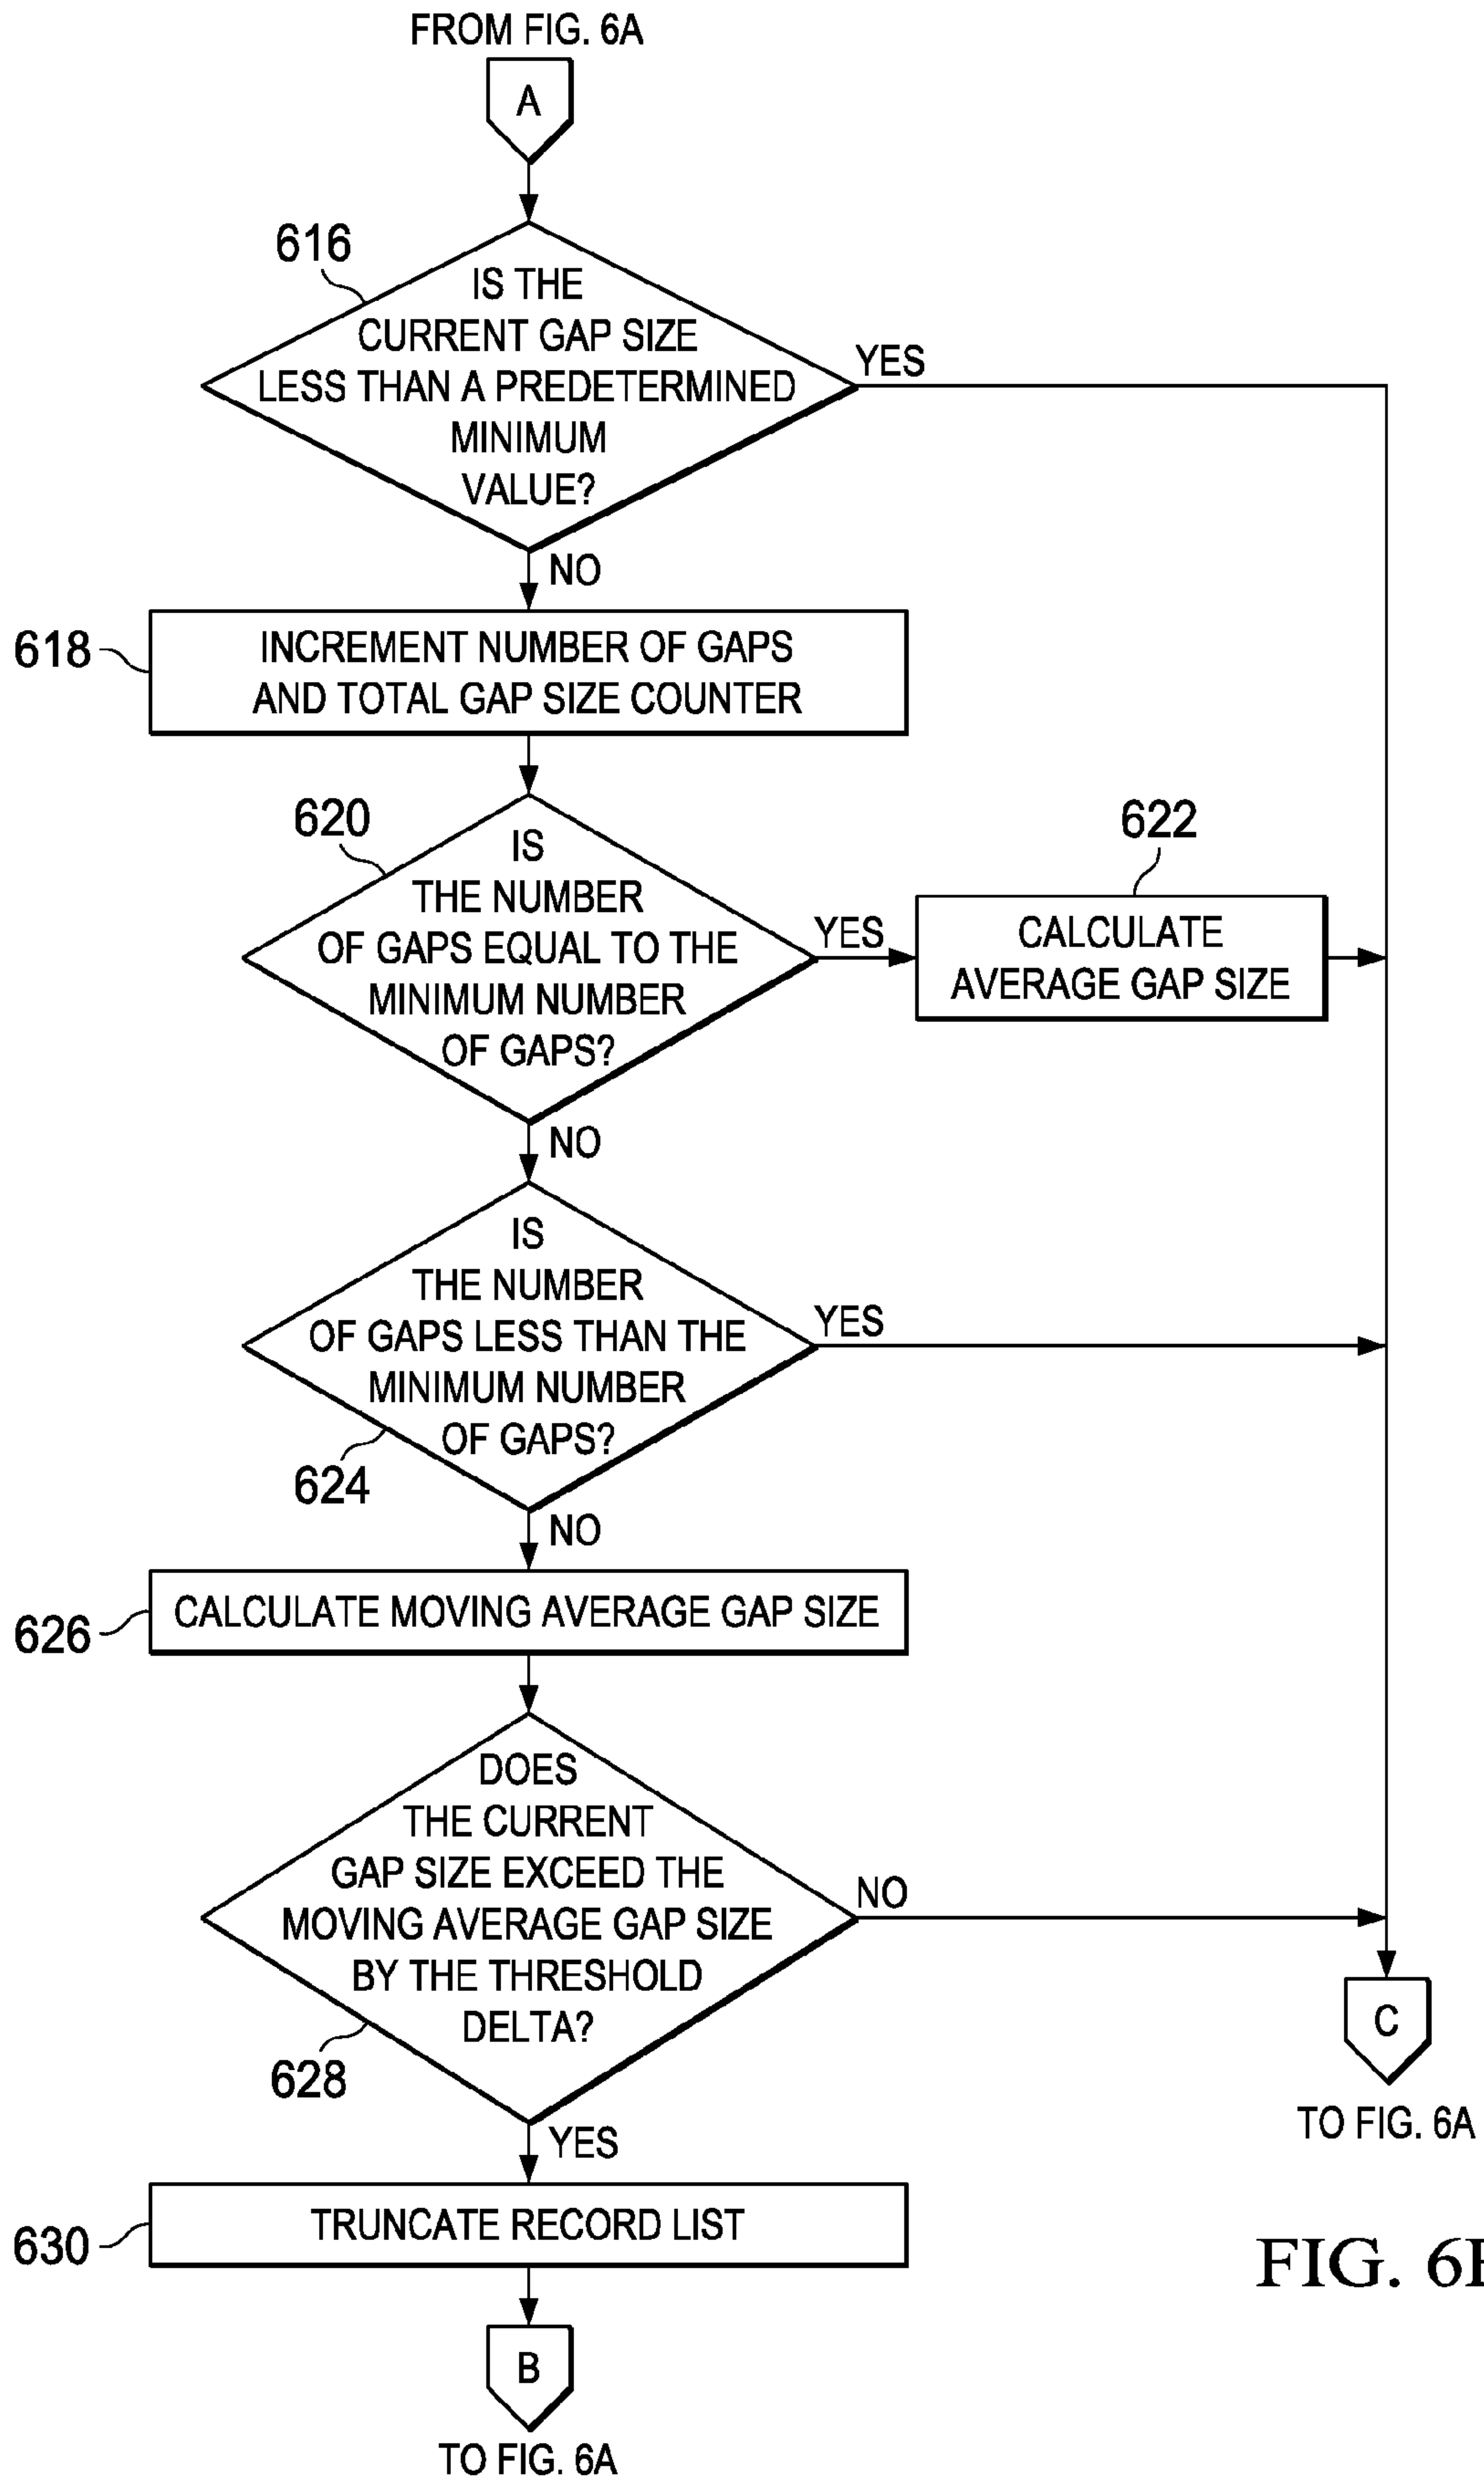 FROM FIG. 6A
A
616
IS THE
CURRENT GAP SIZE
LESS THAN A PREDETERMINED
MINIMUM
VALUE?
YES
NO
618
INCREMENT NUMBER OF GAPS
AND TOTAL GAP SIZE COUNTER
620
IS
THE NUMBER
OF GAPS EQUAL TO THE
MINIMUM NUMBER
OF GAPS?
YES
622
CALCULATE
AVERAGE GAP SIZE
NO
IS
THE NUMBER
OF GAPS LESS THAN THE
MINIMUM NUMBER
OF GAPS?
YES
624
NO
626
CALCULATE MOVING AVERAGE GAP SIZE
DOES
THE CURRENT
GAP SIZE EXCEED THE
MOVING AVERAGE GAP SIZE
BY THE THRESHOLD
DELTA?
NO
628
C
TO FIG. 6A
YES
630
TRUNCATE RECORD LIST
B
TO FIG. 6A
FIG.